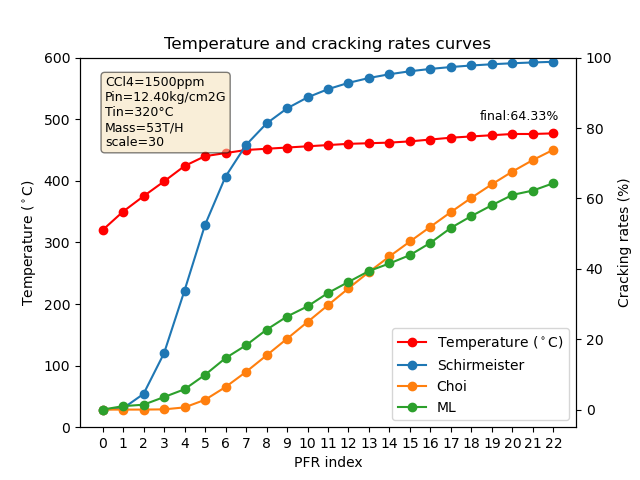 Temperature and cracking rates curves
600
500
400
300
200
100
0
Temperature (°C)
CCl4=1500ppm
Pin=12.40kg/cm2G
Tin=320°C
Mass=53T/H
scale=30
final:64.33%
100
80
60
40
20
0
Cracking rates (%)
Temperature (°C)
Schirmeister
Choi
ML
0 1 2 3 4 5 6 7 8 9 10 11 12 13 14 15 16 17 18 19 20 21 22
PFR index